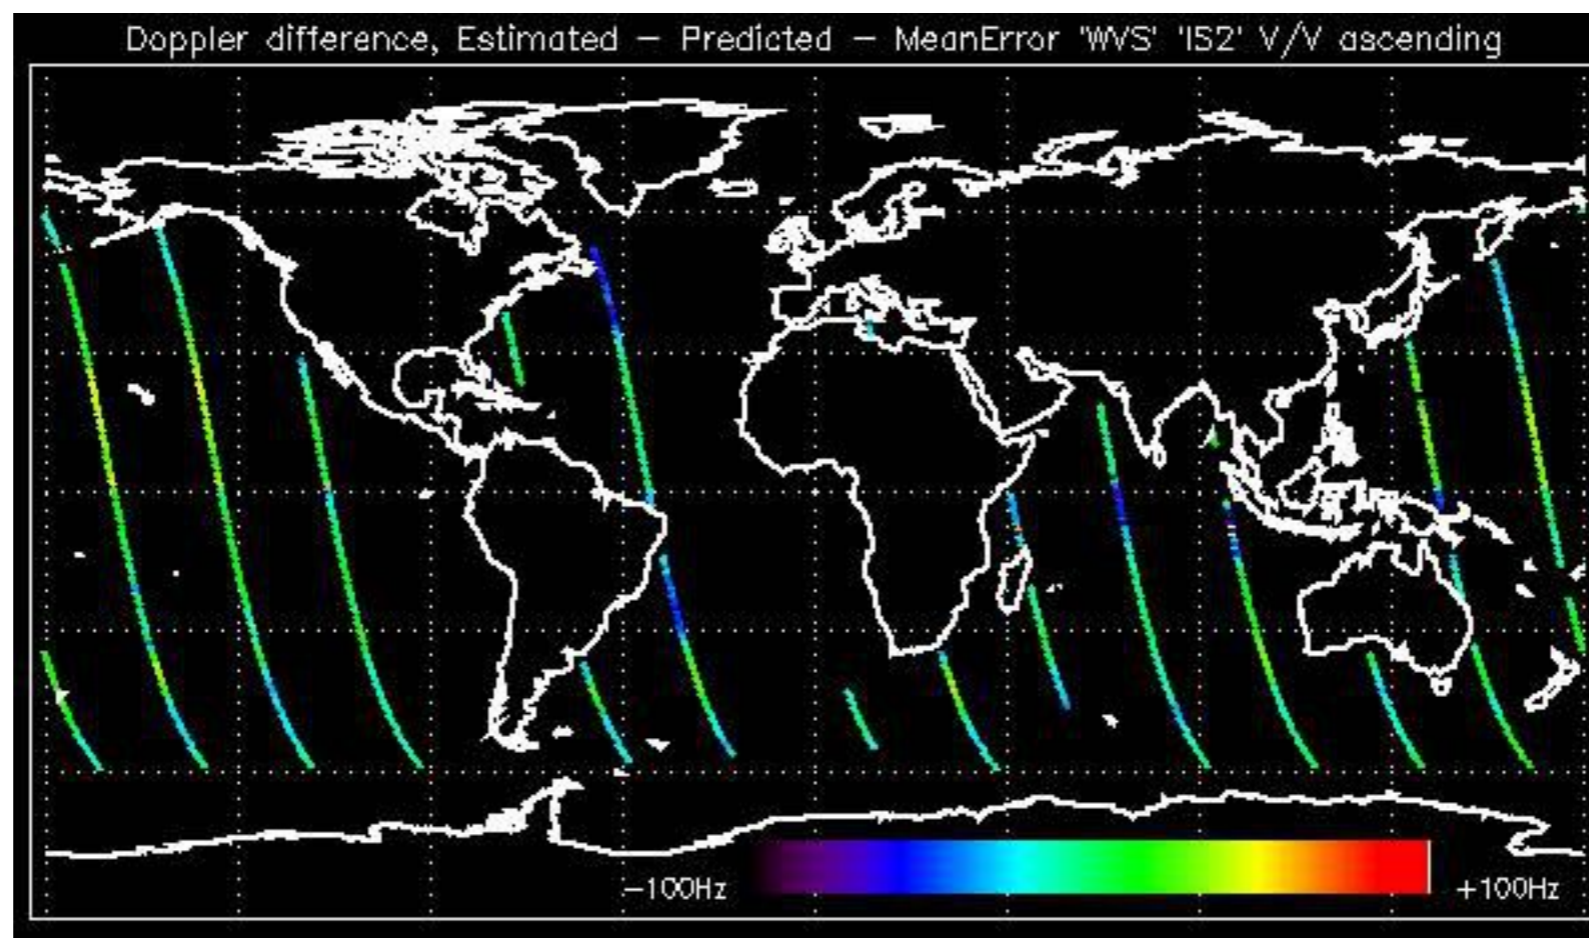 Doppler difference, Estimated – Predicted – MeanError 'WVS' 'IS2' V/V ascending
–100Hz
+100Hz